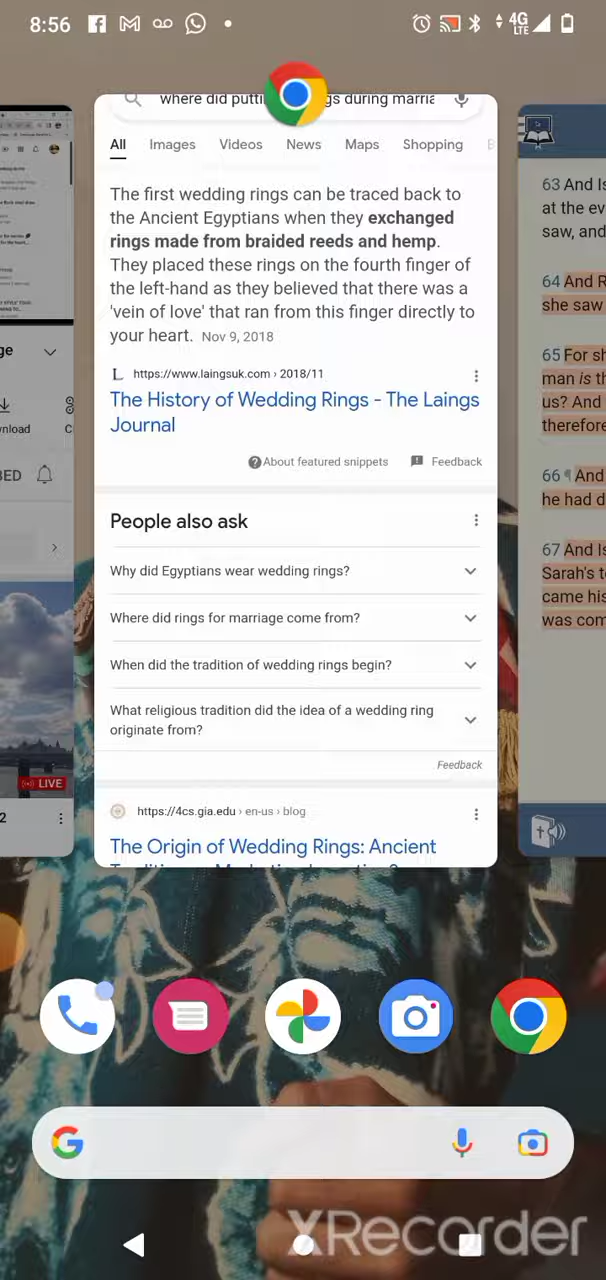 8:56
4G
LTE
where did putti
gs during marria
All Images Videos News Maps Shopping
The first wedding rings can be traced back to
the Ancient Egyptians when they exchanged
rings made from braided reeds and hemp.
They placed these rings on the fourth finger of
the left-hand as they believed that there was a
'vein of love' that ran from this finger directly to
your heart. Nov 9, 2018
L https://www.laingsuk.com › 2018/11
The History of Wedding Rings - The Laings
Journal
About featured snippets Feedback
People also ask
Why did Egyptians wear wedding rings?
Where did rings for marriage come from?
When did the tradition of wedding rings begin?
What religious tradition did the idea of a wedding ring
originate from?
Feedback
https://4cs.gia.edu › en-us › blog
The Origin of Wedding Rings: Ancient
ge
wnload
C
BED
LIVE
2
63 And Is
at the ev
saw, and
64 And R
she saw
65 For sh
man is th
us? And
therefore
66 ¶ And
he had d
67 And Is
Sarah's t
came his
was com
G
XRecorder